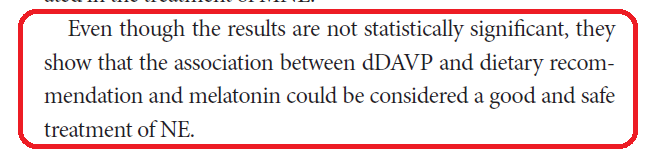 Even though the results are not statistically significant, they
show that the association between dDAVP and dietary recom-
mendation and melatonin could be considered a good and safe
treatment of NE.